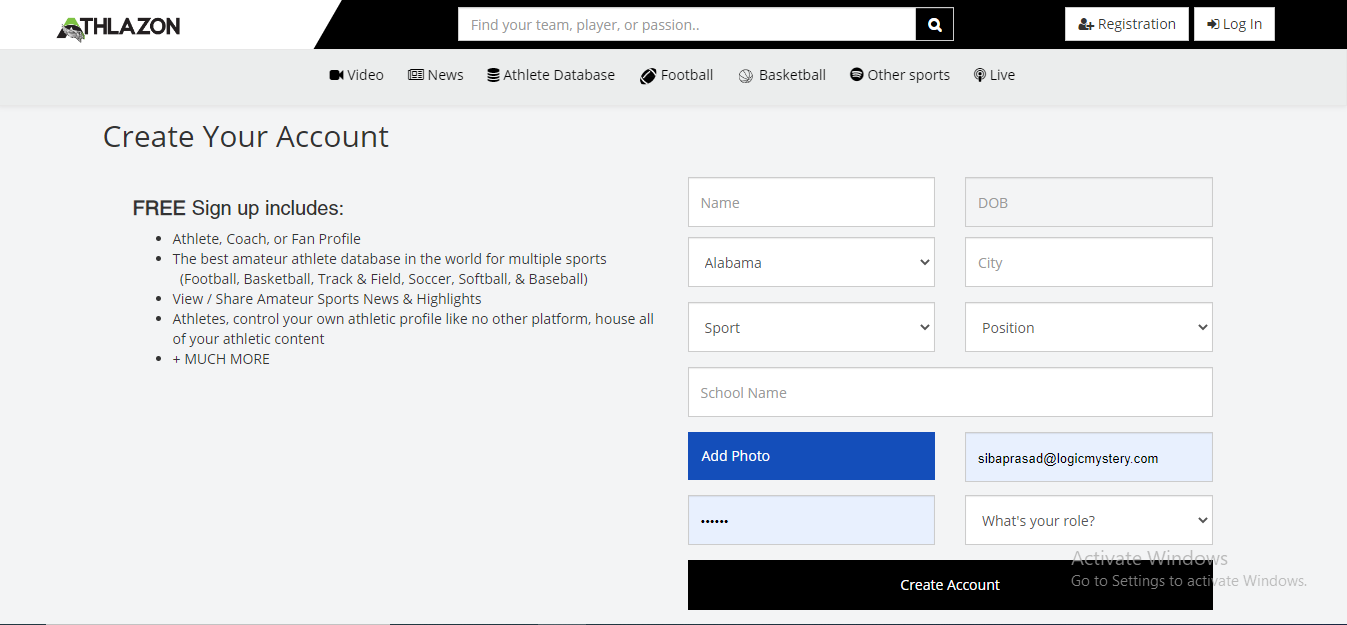 ATHLAZON
Find your team, player, or passion..
Registration
Log In
Video
News
Athlete Database
Football
Basketball
Other sports
Live
Create Your Account
FREE Sign up includes:
Athlete, Coach, or Fan Profile
The best amateur athlete database in the world for multiple sports
(Football, Basketball, Track & Field, Soccer, Softball, & Baseball)
View / Share Amateur Sports News & Highlights
Athletes, control your own athletic profile like no other platform, house all
of your athletic content
+ MUCH MORE
Name
DOB
Alabama
City
Sport
Position
School Name
Add Photo
sibaprasad@logicmystery.com
••••••
What's your role?
Create Account
Activate Windows
Go to Settings to activate Windows.